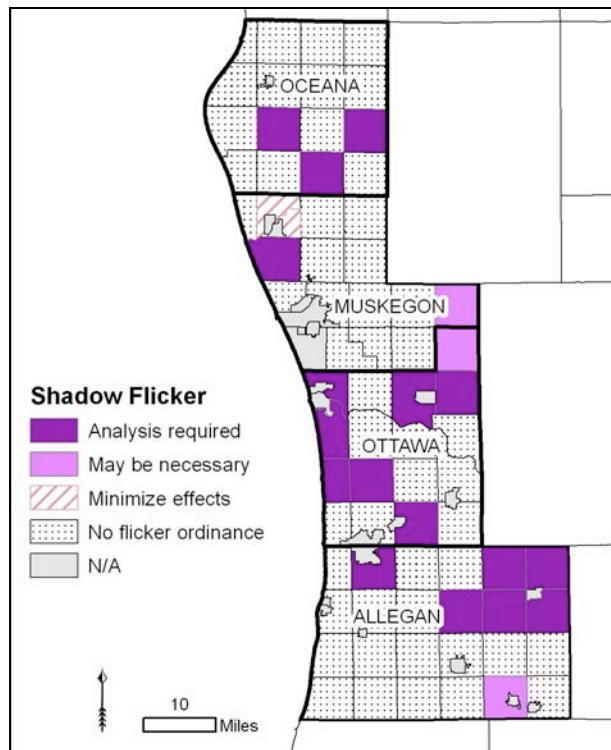 OCEANA
MUSKEGON
Shadow Flicker
Analysis required
May be necessary
Minimize effects
No flicker ordinance
N/A
OTTAWA
ALLEGAN
10
Miles